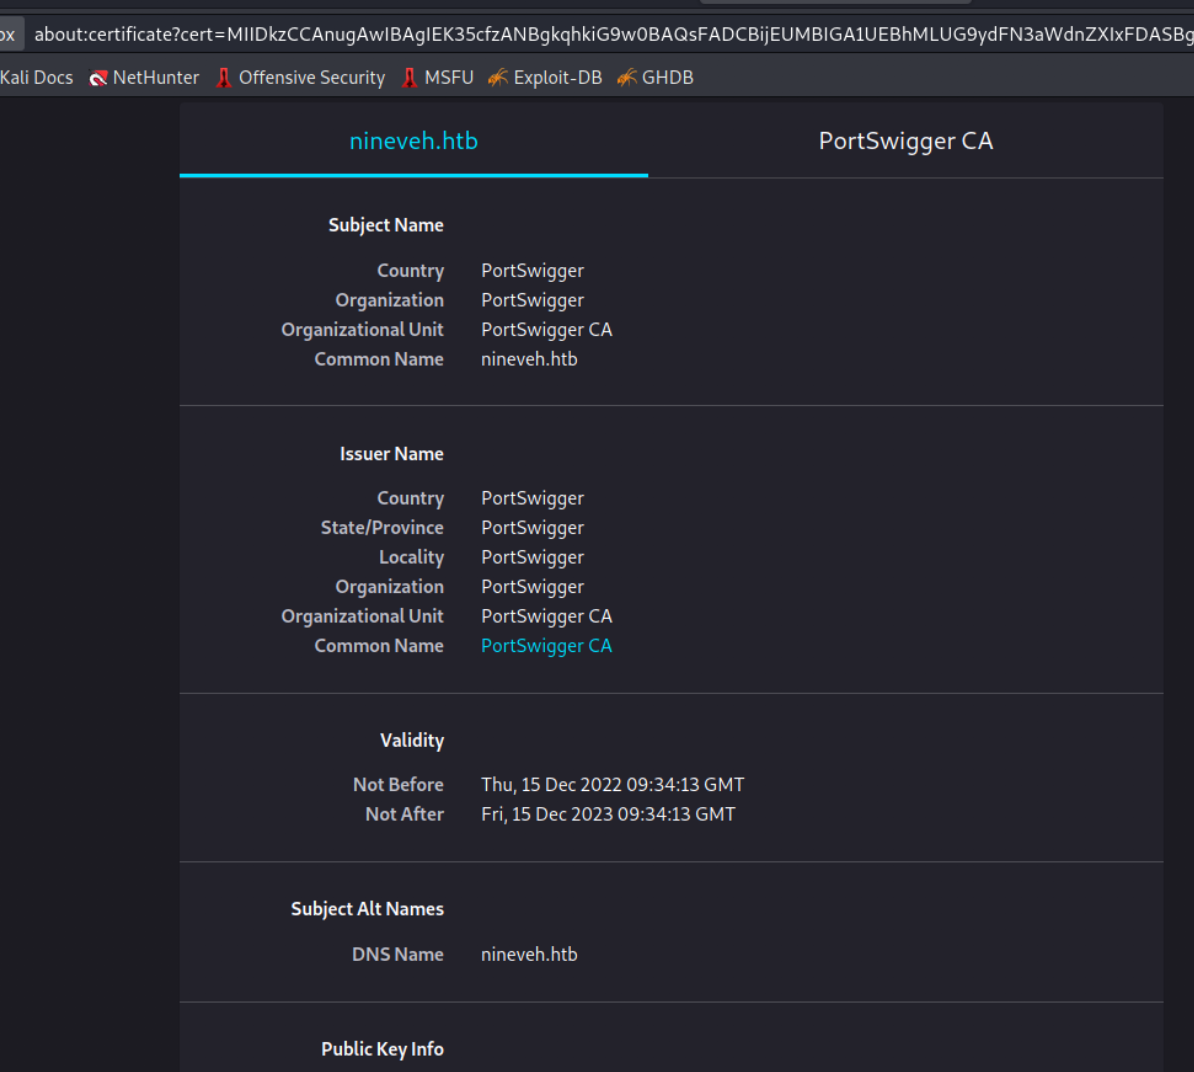 ox about:certificate?cert=MIIDkzCCAnugAwIBAgIEK35cfzANBgkqhkiG9w0BAQsFADCBijEUMBIGA1UEBhMLUG9ydFN3aWdnZXIxFDASBg
Kali Docs NetHunter Offensive Security MSFU Exploit-DB GHDB
nineveh.htb PortSwigger CA
Subject Name
Country PortSwigger
Organization PortSwigger
Organizational Unit PortSwigger CA
Common Name nineveh.htb
Issuer Name
Country PortSwigger
State/Province PortSwigger
Locality PortSwigger
Organization PortSwigger
Organizational Unit PortSwigger CA
Common Name PortSwigger CA
Validity
Not Before Thu, 15 Dec 2022 09:34:13 GMT
Not After Fri, 15 Dec 2023 09:34:13 GMT
Subject Alt Names
DNS Name nineveh.htb
Public Key Info